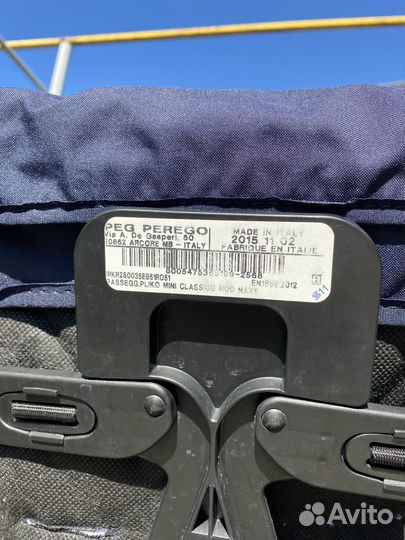 PEG PEREGO
Via A. De Gasperi, 50
20862 ARCORE MB - ITALY
MADE IN ITALY
2015 11 02
FABRIQUE EN ITALIE
-2568
EN1888:2012
PASSEGG.PLIKO MINI CLASSICO MOD NAVY
Avito